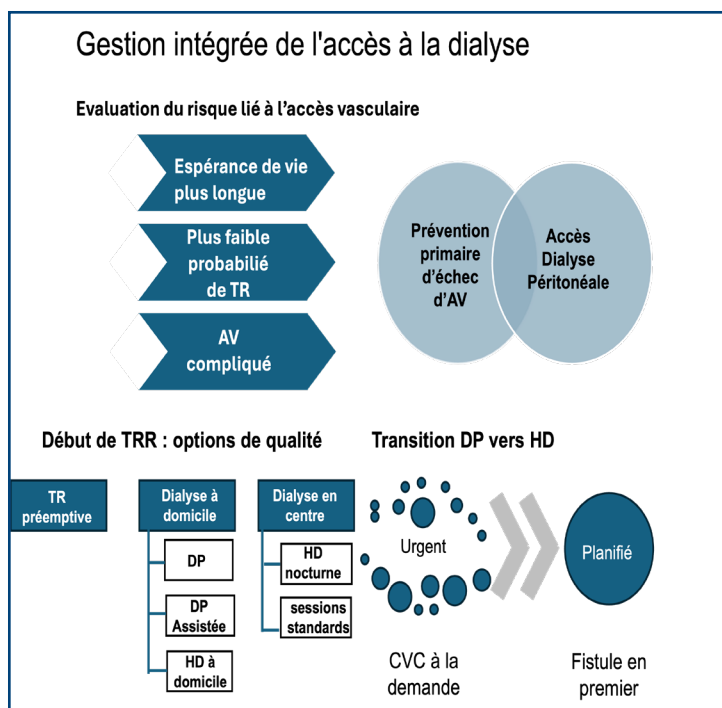 Gestion intégrée de l'accès à la dialyse
Evaluation du risque lié à l'accès vasculaire
Espérance de vie
plus longue
Plus faible
probabilié
de TR
AV
compliqué
Prévention
primaire
d'échec
d'AV
Accès
Dialyse
Péritonéale
Début de TRR : options de qualité
TR
préemptive
Dialyse à
domicile
DP
DP
Assistée
HD à
domicile
Dialyse en
centre
HD
nocturne
sessions
standards
Transition DP vers HD
Urgent
Planifié
CVC à la
demande
Fistule en
premier